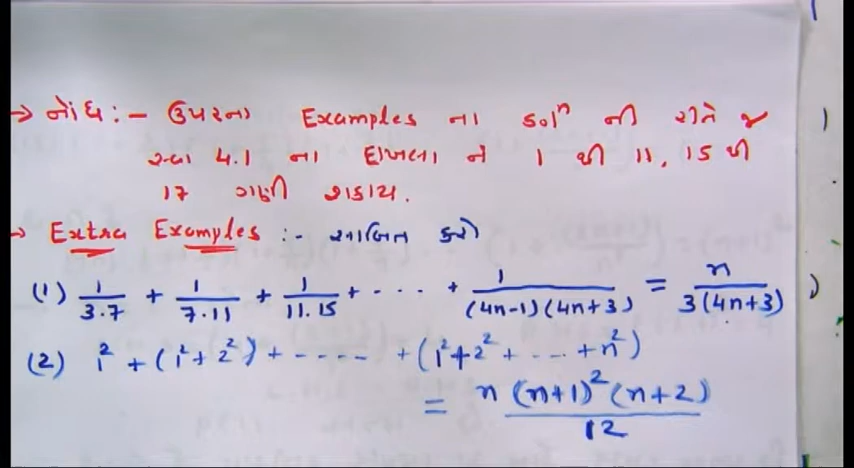 → નોંધ :- ઉપરના Examples ના solⁿ ની રીતે જ
સ્વા 4.1 ના દાખલા નં 1 થી 11, 15 થી
17 ગણી શકાય.
→ Extra Examples :- સાબિત કરો
(1) 1/3·7 + 1/7·11 + 1/11·15 + ···· + 1/(4n-1)(4n+3) = n/3(4n+3)
(2) 1² + (1²+2²) + ----- + (1²+2²+ ... +n²)
= n(n+1)²(n+2)/12